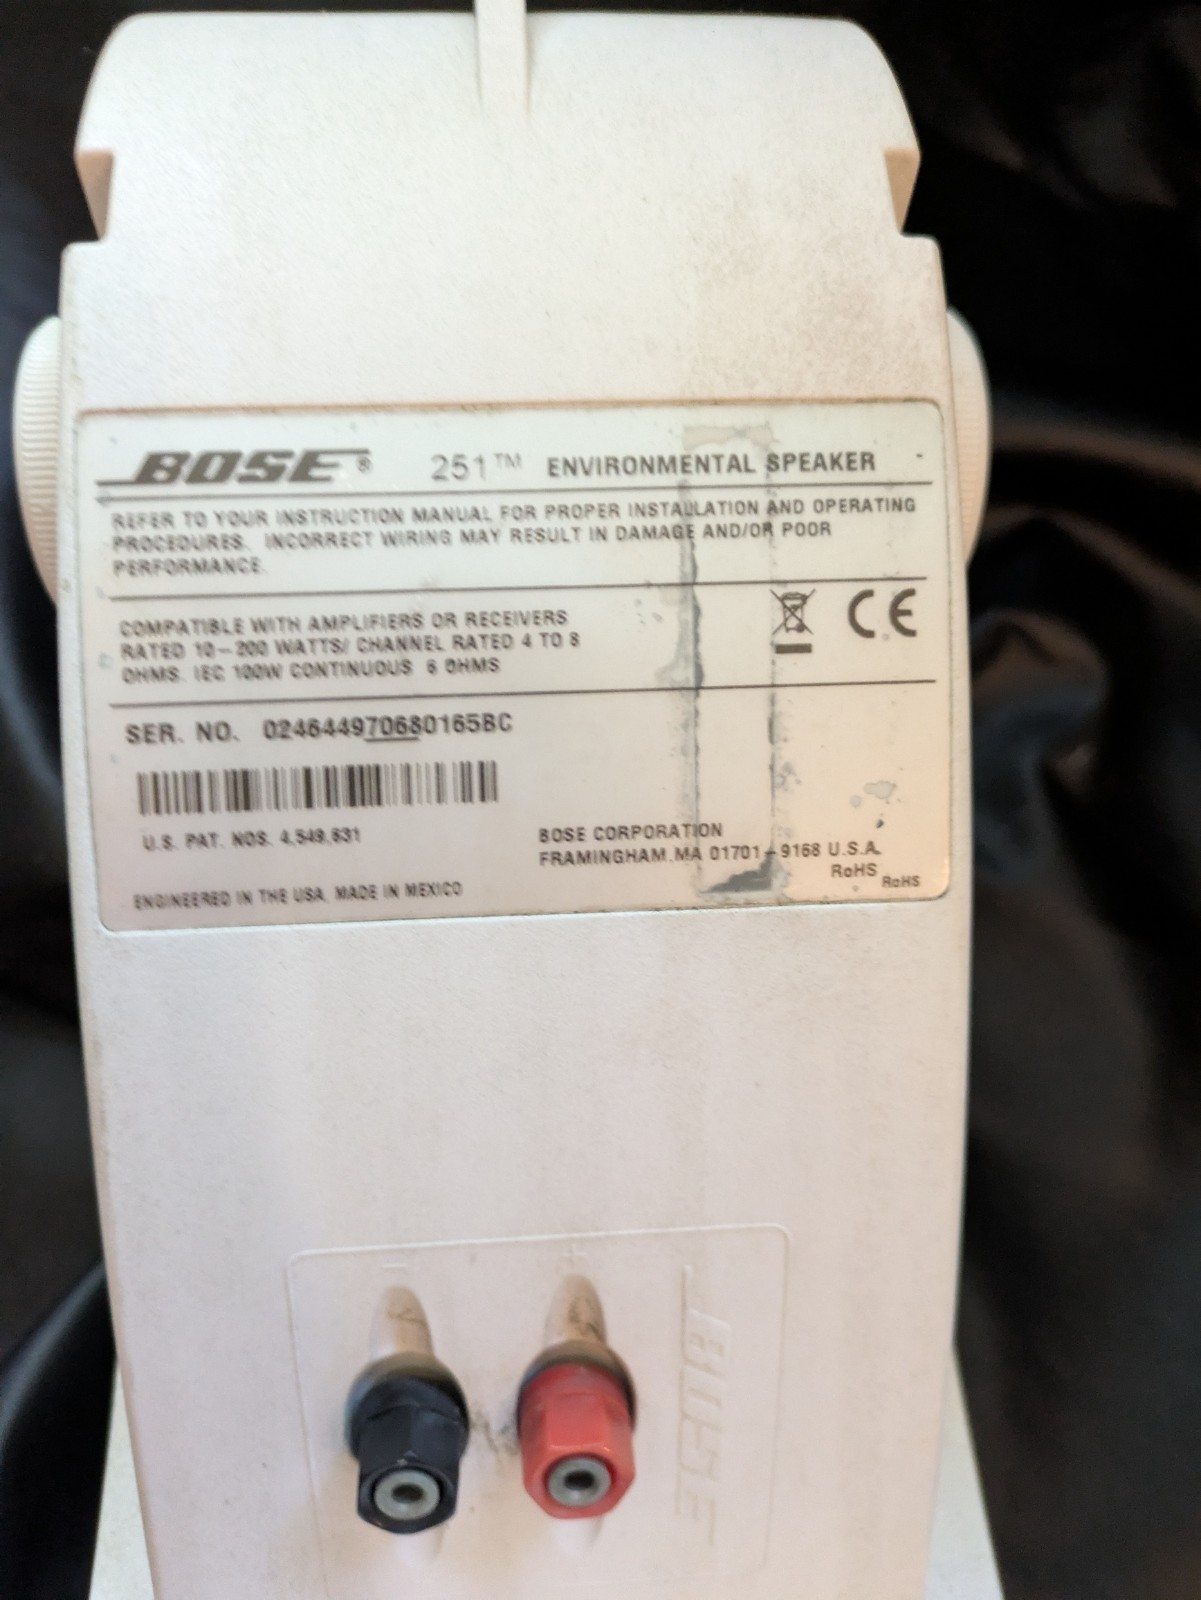 BOSE® 251™ ENVIRONMENTAL SPEAKER
REFER TO YOUR INSTRUCTION MANUAL FOR PROPER INSTALLATION AND OPERATING
PROCEDURES. INCORRECT WIRING MAY RESULT IN DAMAGE AND/OR POOR
PERFORMANCE.
COMPATIBLE WITH AMPLIFIERS OR RECEIVERS
RATED 10-200 WATTS/ CHANNEL RATED 4 TO 8
OHMS. IEC 100W CONTINUOUS 6 OHMS
CE
SER. NO. 024644970680165BC
U.S. PAT. NOS. 4,549,631
BOSE CORPORATION
FRAMINGHAM, MA 01701-9168 U.S.A.
RoHS
RoHS
ENGINEERED IN THE USA, MADE IN MEXICO
- +
BOSE